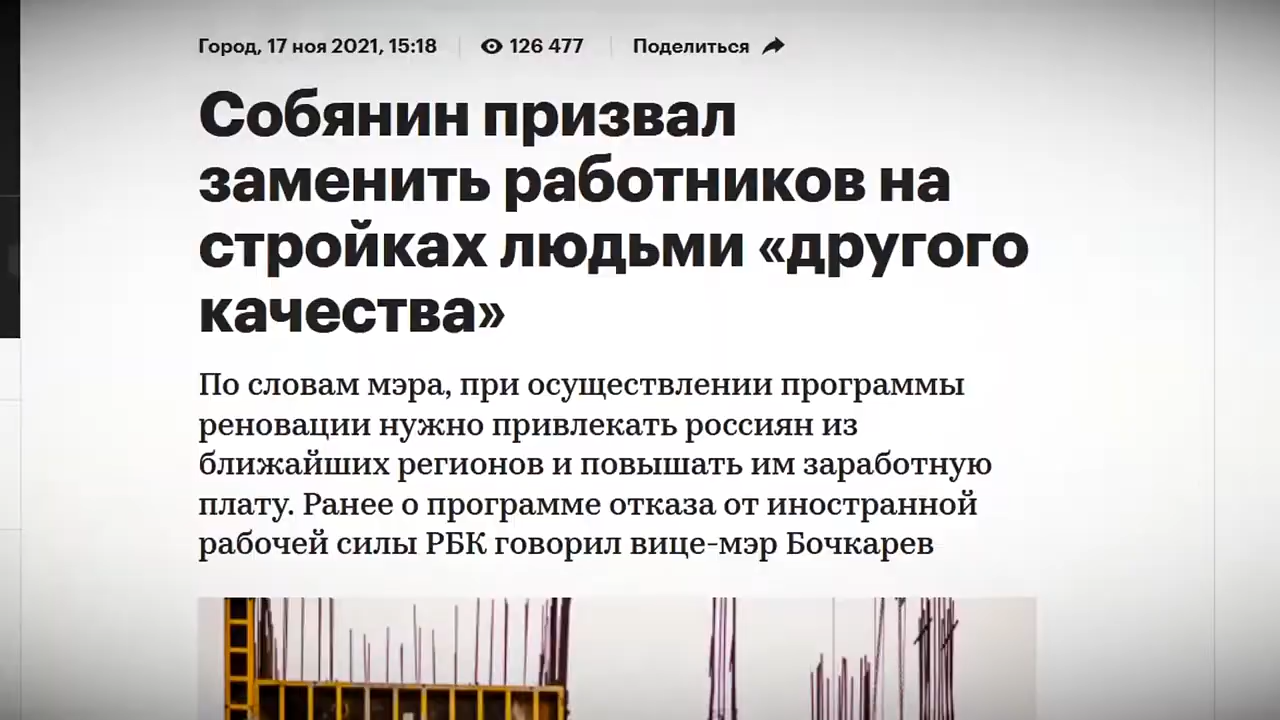 Город, 17 ноя 2021, 15:18 126 477 Поделиться
Собянин призвал
заменить работников на
стройках людьми «другого
качества»
По словам мэра, при осуществлении программы
реновации нужно привлекать россиян из
ближайших регионов и повышать им заработную
плату. Ранее о программе отказа от иностранной
рабочей силы РБК говорил вице-мэр Бочкарев